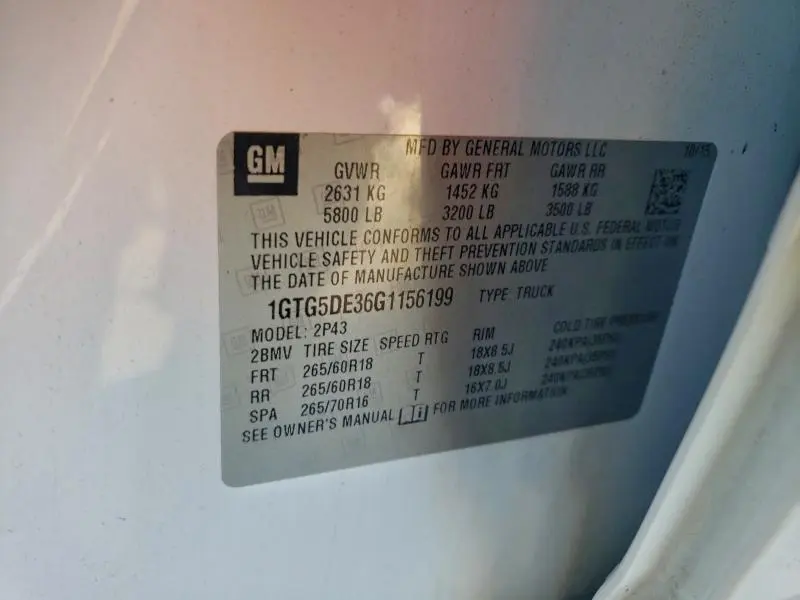 GM
MFD BY GENERAL MOTORS LLC 10/15
GVWR GAWR FRT GAWR RR
2631 KG 1452 KG 1588 KG
5800 LB 3200 LB 3500 LB
THIS VEHICLE CONFORMS TO ALL APPLICABLE U.S. FEDERAL MOTOR
VEHICLE SAFETY AND THEFT PREVENTION STANDARDS IN EFFECT ON
THE DATE OF MANUFACTURE SHOWN ABOVE
1GTG5DE36G1156199 TYPE: TRUCK
MODEL: 2P43
2BMV TIRE SIZE SPEED RTG RIM COLD TIRE PRESSURE
FRT 265/60R18 T 18X8.5J
RR 265/60R18 T 18X8.5J
SPA 265/70R16 T 16X7.0J
SEE OWNER'S MANUAL FOR MORE INFORMATION